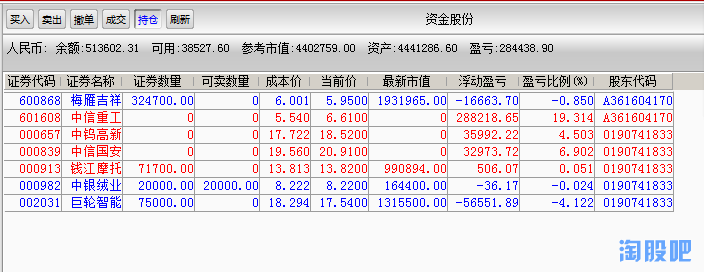 买入 卖出 撤单 成交 持仓 刷新 资金股份
人民币: 余额:513602.31 可用:38527.60 参考市值:4402759.00 资产:4441286.60 盈亏:284438.90
证券代码 证券名称 证券数量 可卖数量 成本价 当前价 最新市值 浮动盈亏 盈亏比例(%) 股东代码
600868 梅雁吉祥 324700.00 0 6.001 5.9500 1931965.00 -16663.70 -0.850 A361604170
601608 中信重工 0 5.540 6.6100 288218.65 19.314 A361604170
000657 中钨高新 0 17.722 18.5200 35992.22 4.503 0190741833
000839 中信国安 0 19.560 20.9100 32973.72 6.902 0190741833
000913 钱江摩托 71700.00 0 13.813 13.8200 990894.00 506.07 0.051 0190741833
000982 中银绒业 20000.00 20000.00 8.222 8.2200 164400.00 -36.17 -0.024 0190741833
002031 巨轮智能 75000.00 0 18.294 17.5400 1315500.00 -56551.89 -4.122 0190741833
淘股吧